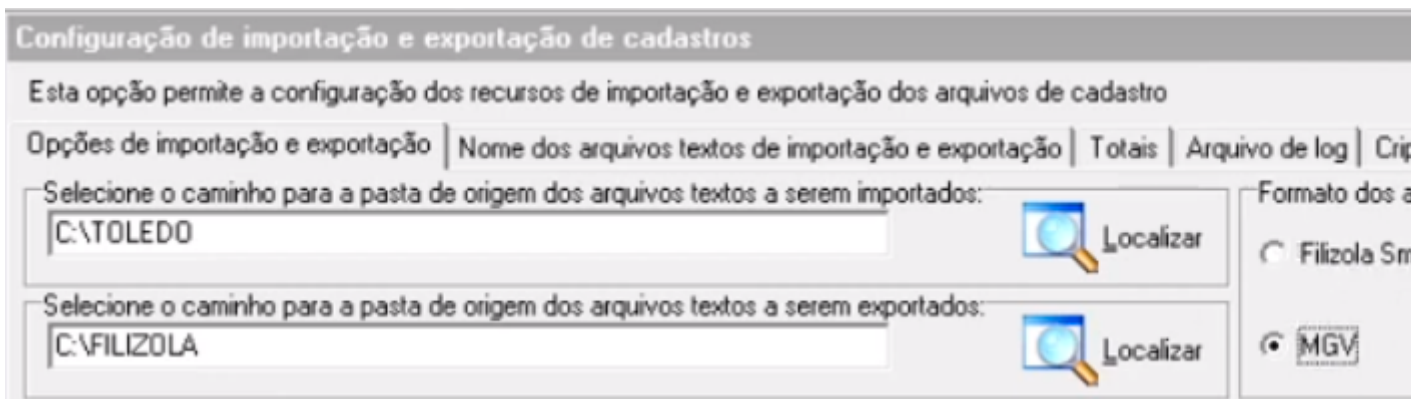 Configuração de importação e exportação de cadastros
Esta opção permite a configuração dos recursos de importação e exportação dos arquivos de cadastro
Opções de importação e exportação Nome dos arquivos textos de importação e exportação Totais Arquivo de log
Selecione o caminho para a pasta de origem dos arquivos textos a serem importados: Formato dos
C:\TOLEDO Localizar
Filizola
Selecione o caminho para a pasta de origem dos arquivos textos a serem exportados:
C:\FILIZOLA Localizar MGV